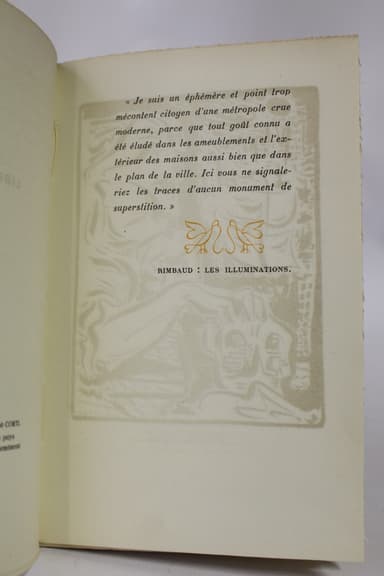 « Je suis un éphémère et point trop
mécontent citoyen d'une métropole crue
moderne, parce que tout goût connu a
été éludé dans les ameublements et l'ex-
térieur des maisons aussi bien que dans
le plan de la ville. Ici vous ne signale-
riez les traces d'aucun monument de
superstition. »
RIMBAUD : LES ILLUMINATIONS.
CORTI.
pays